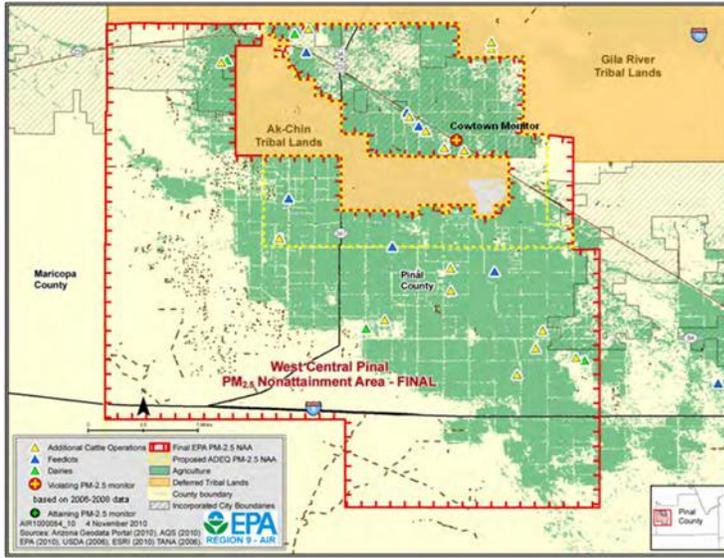 Gila River
Tribal Lands
Ak-Chin
Tribal Lands
Cowtown Monitor
Maricopa
County
Pinal
County
West Central Pinal
PM2.5 Nonattainment Area - FINAL
Additional Cattle Operations
Feedlots
Dairies
Violating PM-2.5 monitor
based on 2006-2008 data
Attaining PM-2.5 monitor
Final EPA PM-2.5 NAA
Proposed ADEQ PM-2.5 NAA
Agriculture
Deferred Tribal Lands
County boundary
Incorporated City Boundaries
AIR1000054_10 4 November 2010
Sources: Arizona Geodata Portal (2010), AQS (2010)
EPA (2010), USDA (2006), ESRI (2010) TANA (2006)
EPA
REGION 9 - AIR
Pinal
County